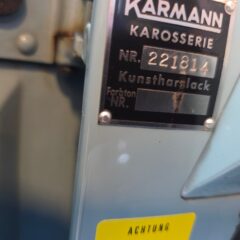 KARMANN
KAROSSERIE
NR. 221814
Kunstharzlack
Farbton
NR.
ACHTUNG